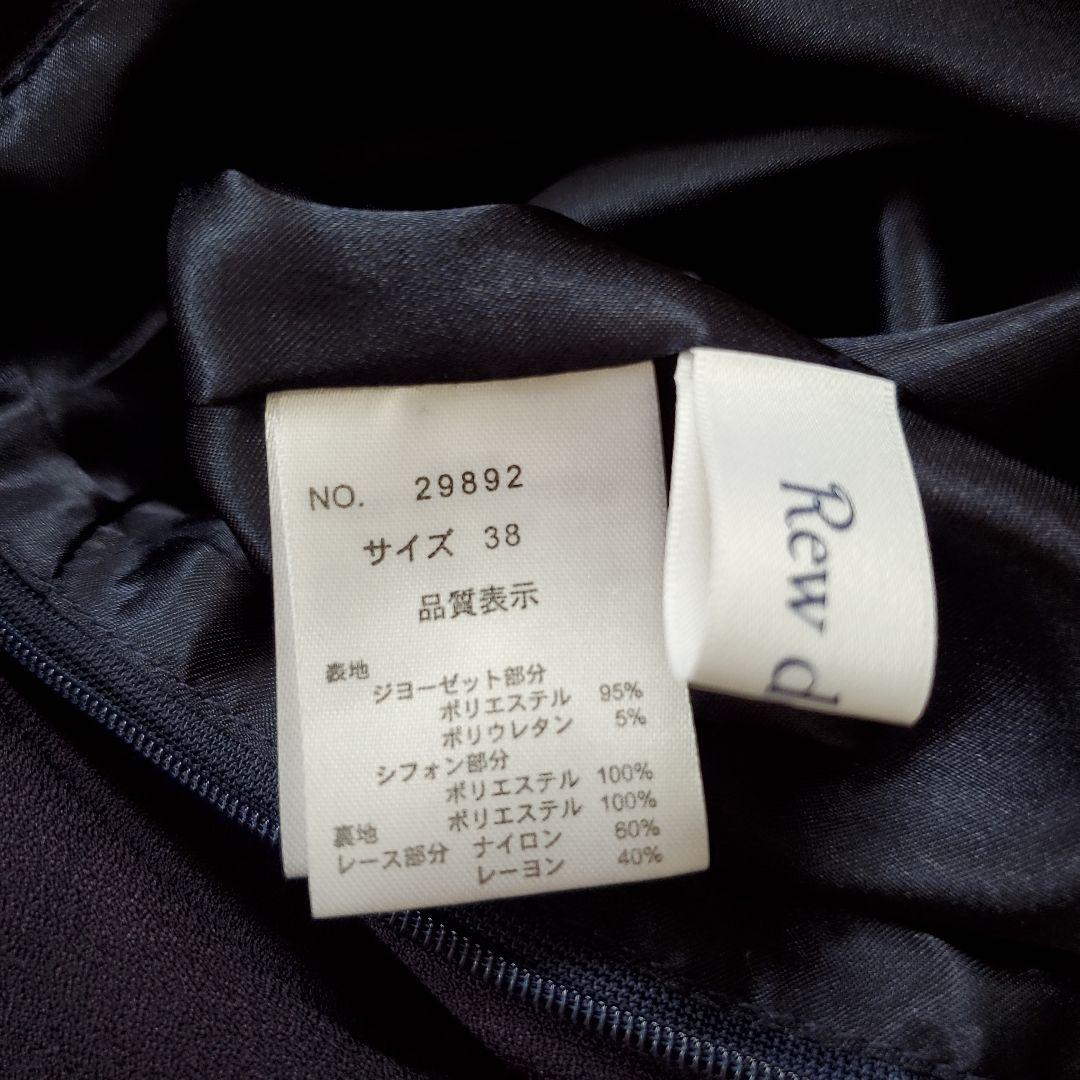 NO. 29892
サイズ 38
品質表示
表地
ジヨーゼット部分
ポリエステル 95%
ポリウレタン 5%
シフォン部分
ポリエステル 100%
裏地 ポリエステル 100%
レース部分 ナイロン 60%
レーヨン 40%
Rew d